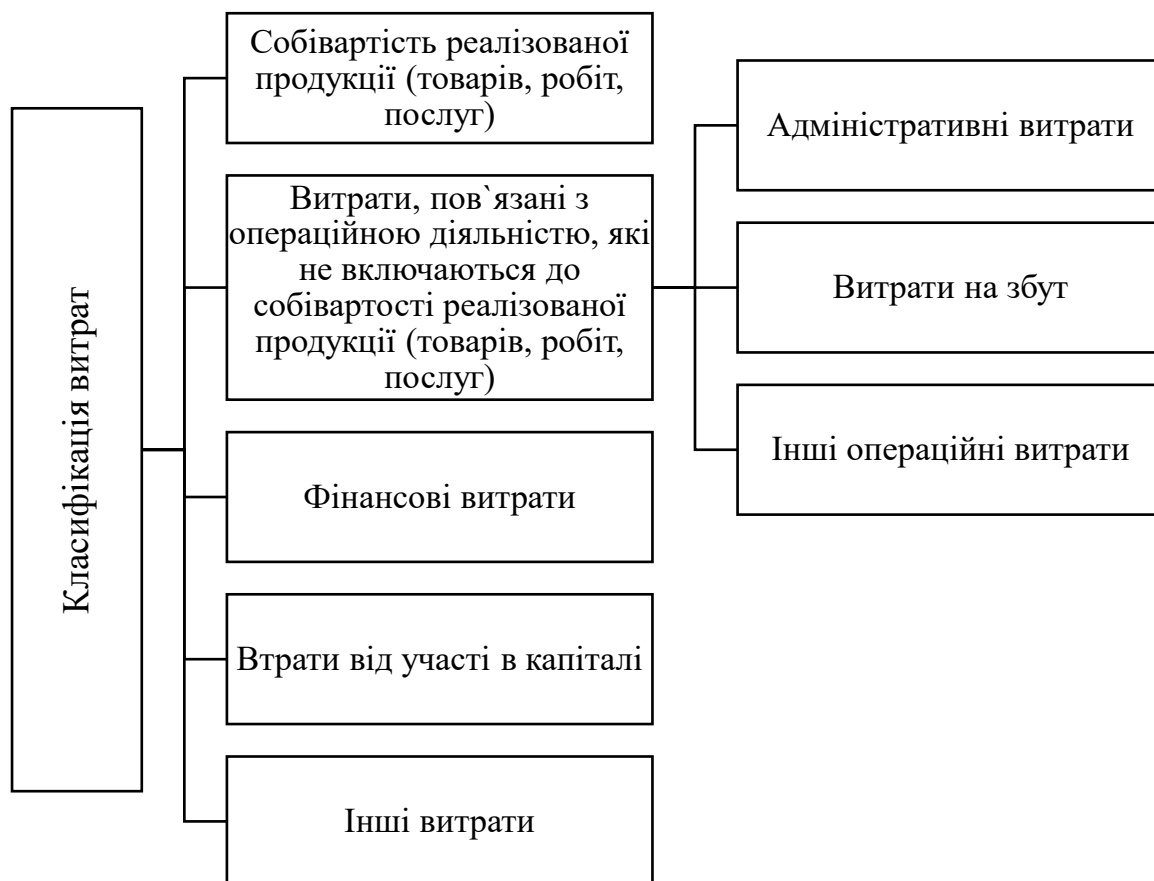 Класифікація витрат
Собівартість реалізованої
продукції (товарів, робіт,
послуг)
Витрати, пов`язані з
операційною діяльністю, які
не включаються до
собівартості реалізованої
продукції (товарів, робіт,
послуг)
Фінансові витрати
Втрати від участі в капіталі
Інші витрати
Адміністративні витрати
Витрати на збут
Інші операційні витрати